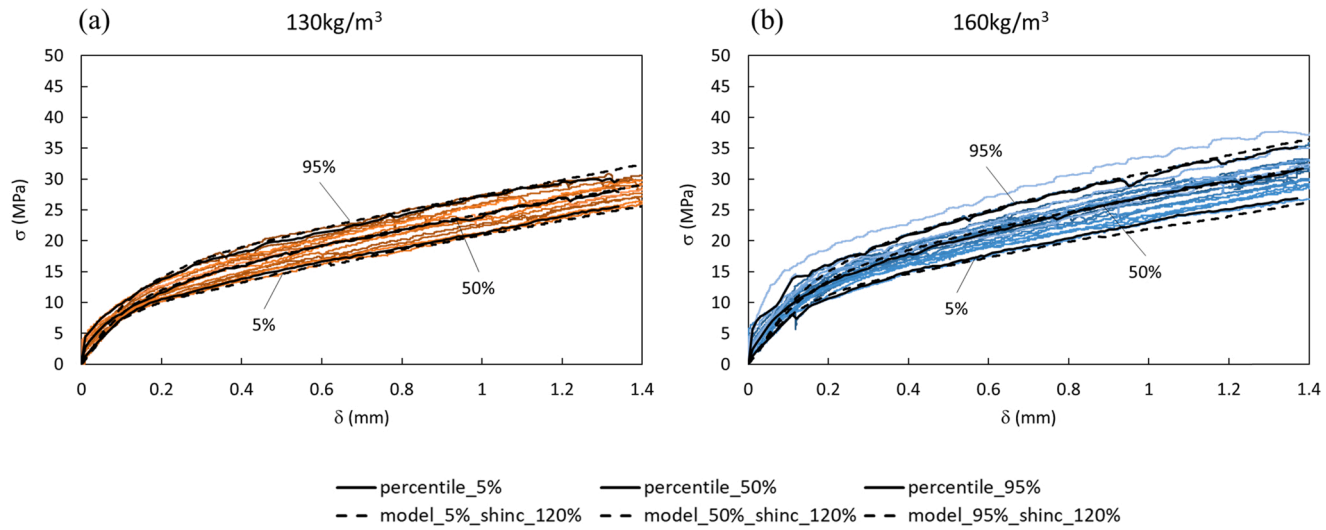 (a) 130kg/m³
50
45
40
35
30
25
20
15
10
5
0
σ (MPa)
95%
50%
5%
0 0.2 0.4 0.6 0.8 1 1.2 1.4
δ (mm)
(b) 160kg/m³
50
45
40
35
30
25
20
15
10
5
0
σ (MPa)
95%
50%
5%
0 0.2 0.4 0.6 0.8 1 1.2 1.4
δ (mm)
percentile_5% percentile_50% percentile_95%
model_5%_shinc_120% model_50%_shinc_120% model_95%_shinc_120%